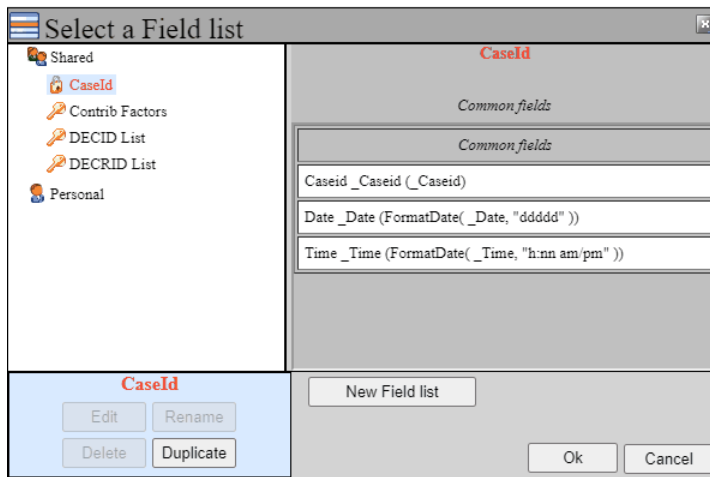 Select a Field list
Shared
CaseId
Contrib Factors
DECID List
DECRID List
Personal
CaseId
Common fields
Common fields
Caseid _Caseid (_Caseid)
Date _Date (FormatDate( _Date, "ddddd" ))
Time _Time (FormatDate( _Time, "h:nn am/pm" ))
CaseId
Edit
Rename
Delete
Duplicate
New Field list
Ok
Cancel